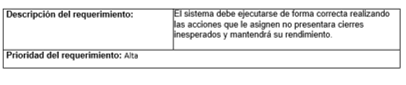 Descripción del requerimiento:
El sistema debe ejecutarse de forma correcta realizando
las acciones que le asignen no presentara cierres
inesperados y mantendrá su rendimiento.
Prioridad del requerimiento: Alta